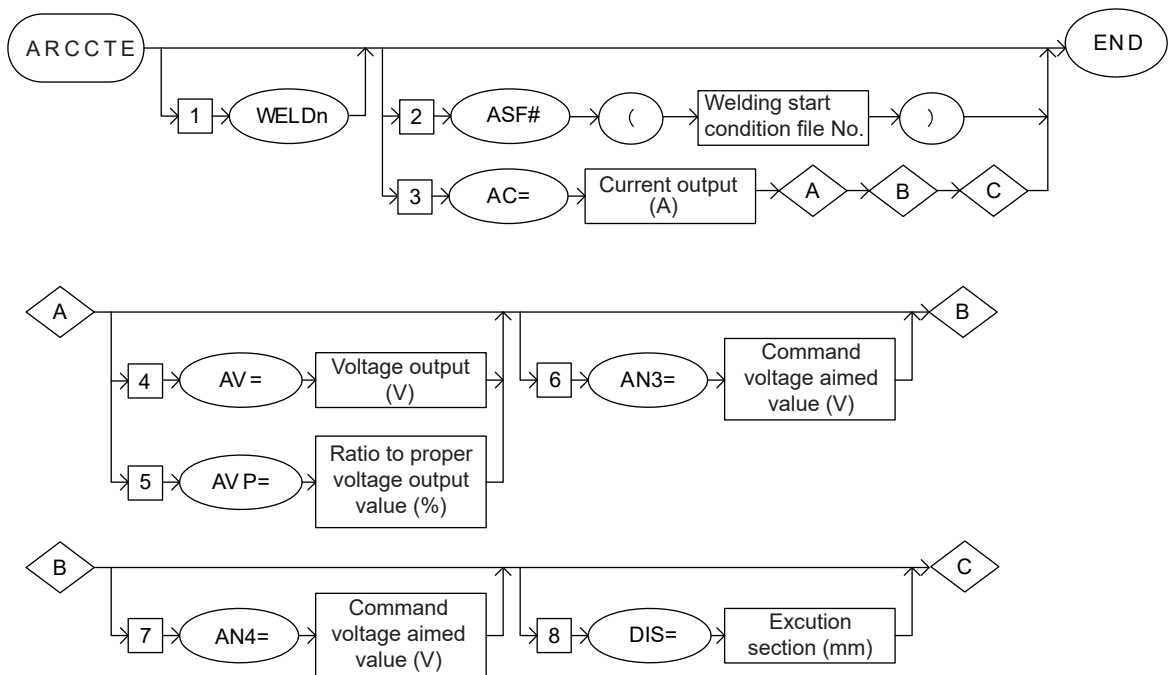 ARCCTE
END
1
WELDn
2
ASF#
(
Welding start
condition file No.
)
3
AC=
Current output
(A)
A
B
C
A
B
4
AV=
Voltage output
(V)
6
AN3=
Command
voltage aimed
value (V)
5
AVP=
Ratio to proper
voltage output
value (%)
B
C
7
AN4=
Command
voltage aimed
value (V)
8
DIS=
Excution
section (mm)